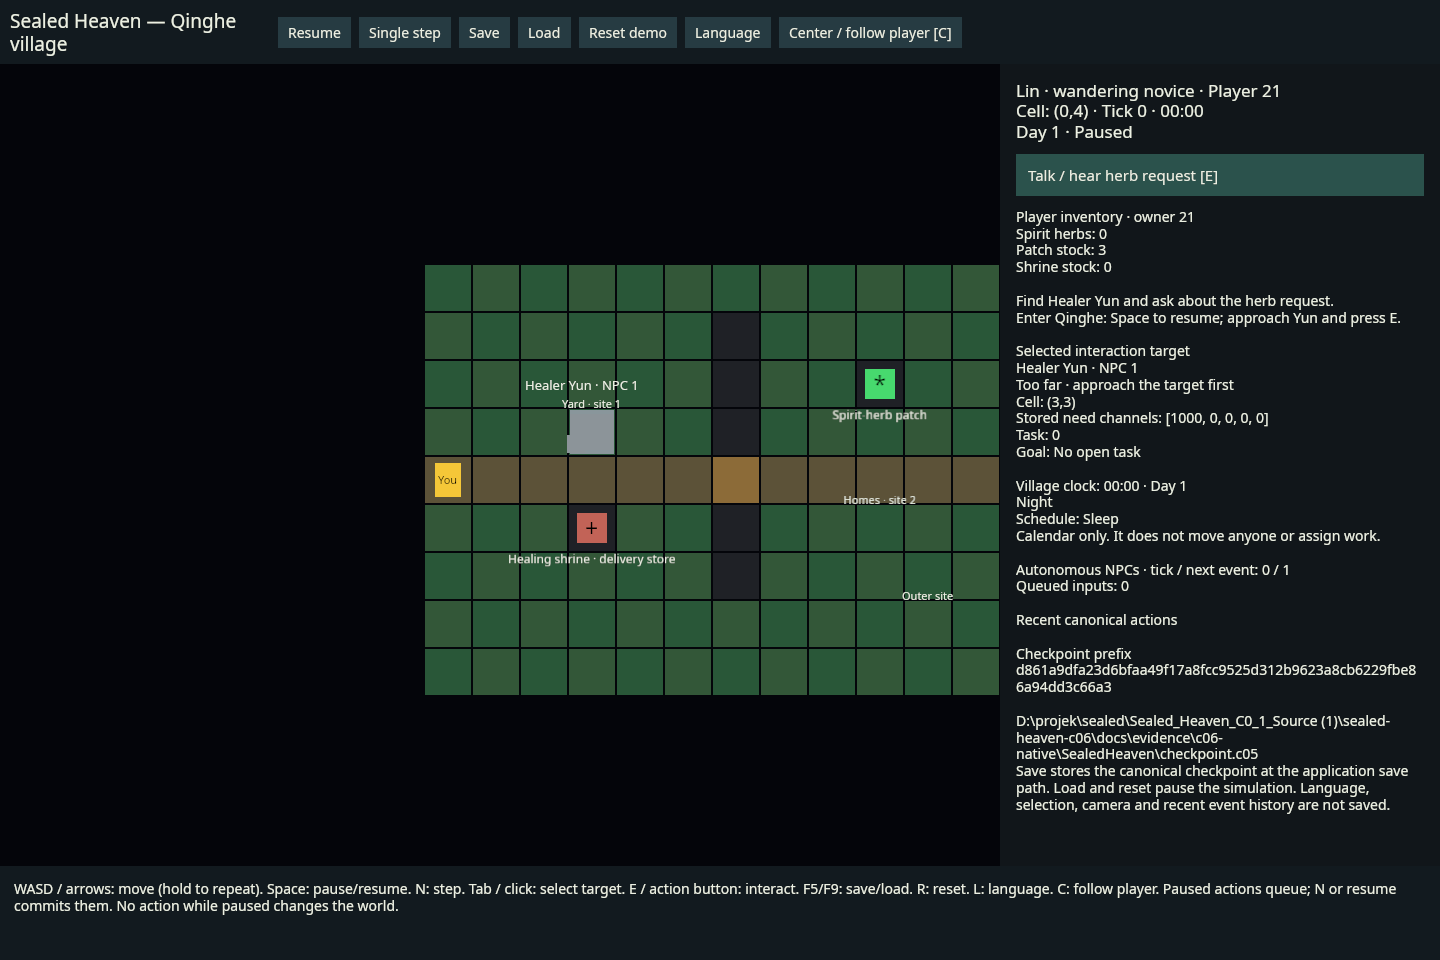 Sealed Heaven — Qinghe
village
Resume
Single step
Save
Load
Reset demo
Language
Center / follow player [C]
Lin · wandering novice · Player 21
Cell: (0,4) · Tick 0 · 00:00
Day 1 · Paused
Talk / hear herb request [E]
Player inventory · owner 21
Spirit herbs: 0
Patch stock: 3
Shrine stock: 0
Find Healer Yun and ask about the herb request.
Enter Qinghe: Space to resume; approach Yun and press E.
Selected interaction target
Healer Yun · NPC 1
Too far · approach the target first
Cell: (3,3)
Stored need channels: [1000, 0, 0, 0, 0]
Task: 0
Goal: No open task
Village clock: 00:00 · Day 1
Night
Schedule: Sleep
Calendar only. It does not move anyone or assign work.
Autonomous NPCs · tick / next event: 0 / 1
Queued inputs: 0
Recent canonical actions
Checkpoint prefix
d861a9dfa23d6bfaa49f17a8fcc9525d312b9623a8cb6229fbe8
6a94dd3c66a3
D:\projek\sealed\Sealed_Heaven_C0_1_Source (1)\sealed-
heaven-c06\docs\evidence\c06-
native\SealedHeaven\checkpoint.c05
Save stores the canonical checkpoint at the application save
path. Load and reset pause the simulation. Language,
selection, camera and recent event history are not saved.
Healer Yun · NPC 1
Yard · site 1
*
Spirit herb patch
You
Homes · site 2
+
Healing shrine · delivery store
Outer site
WASD / arrows: move (hold to repeat). Space: pause/resume. N: step. Tab / click: select target. E / action button: interact. F5/F9: save/load. R: reset. L: language. C: follow player. Paused actions queue; N or resume
commits them. No action while paused changes the world.